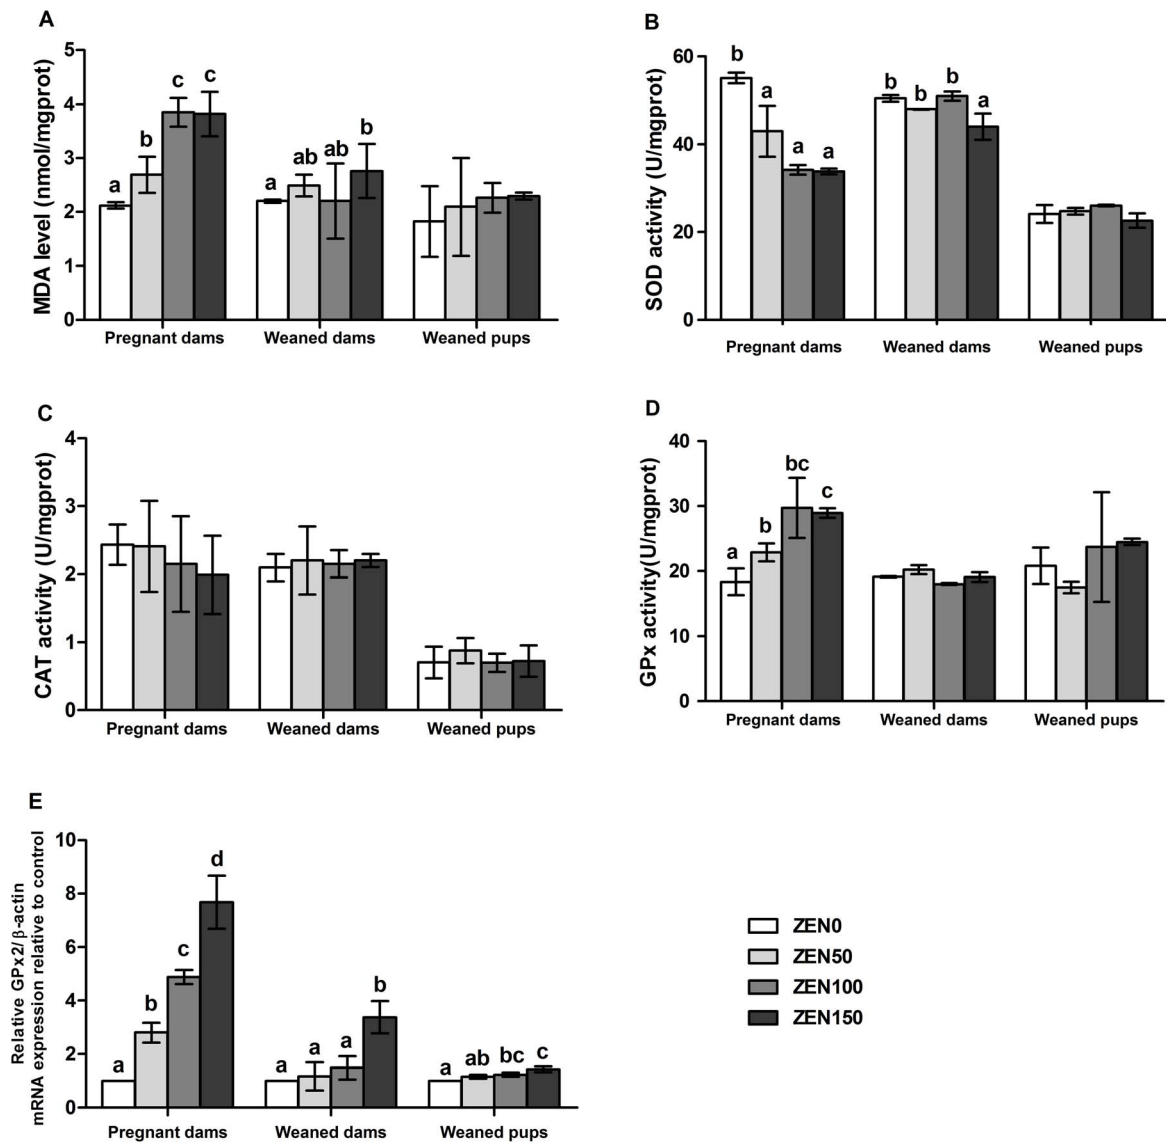 A
MDA level (nmol/mgprot)
5
4
3
2
1
0
a b c c
a ab ab b
Pregnant dams Weaned dams Weaned pups
B
SOD activity (U/mgprot)
60
40
20
0
b a a a
b b b a
Pregnant dams Weaned dams Weaned pups
C
CAT activity (U/mgprot)
4
3
2
1
0
Pregnant dams Weaned dams Weaned pups
D
GPx activity(U/mgprot)
40
30
20
10
0
a b bc c
Pregnant dams Weaned dams Weaned pups
E
Relative GPx2/β-actin
mRNA expression relative to control
10
8
6
4
2
0
a b c d
a a a b
a ab bc c
Pregnant dams Weaned dams Weaned pups
ZEN0
ZEN50
ZEN100
ZEN150